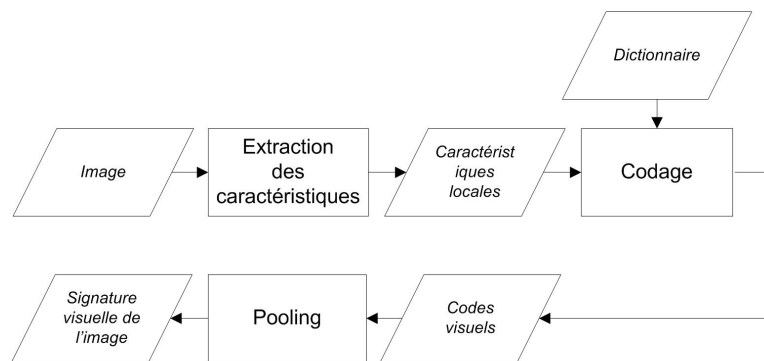 Dictionnaire
Image
Extraction
des
caractéristiques
Caractérist
iques
locales
Codage
Signature
visuelle de
l'image
Pooling
Codes
visuels